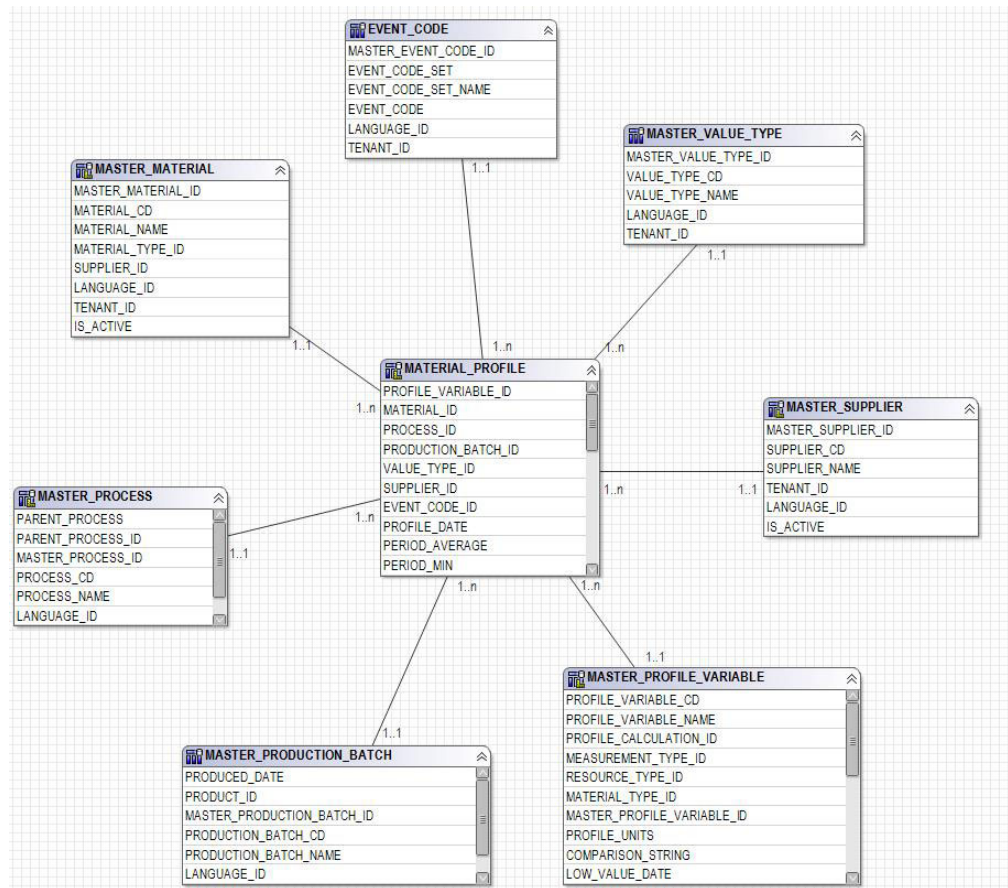 EVENT_CODE
MASTER_EVENT_CODE_ID
EVENT_CODE_SET
EVENT_CODE_SET_NAME
EVENT_CODE
LANGUAGE_ID
TENANT_ID
1..1
MASTER_VALUE_TYPE
MASTER_VALUE_TYPE_ID
VALUE_TYPE_CD
VALUE_TYPE_NAME
LANGUAGE_ID
TENANT_ID
1..1
MASTER_MATERIAL
MASTER_MATERIAL_ID
MATERIAL_CD
MATERIAL_NAME
MATERIAL_TYPE_ID
SUPPLIER_ID
LANGUAGE_ID
TENANT_ID
IS_ACTIVE
1..1
1..n
1..n
1..n
MATERIAL_PROFILE
PROFILE_VARIABLE_ID
MATERIAL_ID
PROCESS_ID
PRODUCTION_BATCH_ID
VALUE_TYPE_ID
SUPPLIER_ID
EVENT_CODE_ID
PROFILE_DATE
PERIOD_AVERAGE
PERIOD_MIN
1..n
1..1
MASTER_SUPPLIER
MASTER_SUPPLIER_ID
SUPPLIER_CD
SUPPLIER_NAME
TENANT_ID
LANGUAGE_ID
IS_ACTIVE
MASTER_PROCESS
PARENT_PROCESS
PARENT_PROCESS_ID
MASTER_PROCESS_ID
PROCESS_CD
PROCESS_NAME
LANGUAGE_ID
1..n
1..1
1..n
1..n
1..1
1..1
MASTER_PRODUCTION_BATCH
PRODUCED_DATE
PRODUCT_ID
MASTER_PRODUCTION_BATCH_ID
PRODUCTION_BATCH_CD
PRODUCTION_BATCH_NAME
LANGUAGE_ID
MASTER_PROFILE_VARIABLE
PROFILE_VARIABLE_CD
PROFILE_VARIABLE_NAME
PROFILE_CALCULATION_ID
MEASUREMENT_TYPE_ID
RESOURCE_TYPE_ID
MATERIAL_TYPE_ID
MASTER_PROFILE_VARIABLE_ID
PROFILE_UNITS
COMPARISON_STRING
LOW_VALUE_DATE